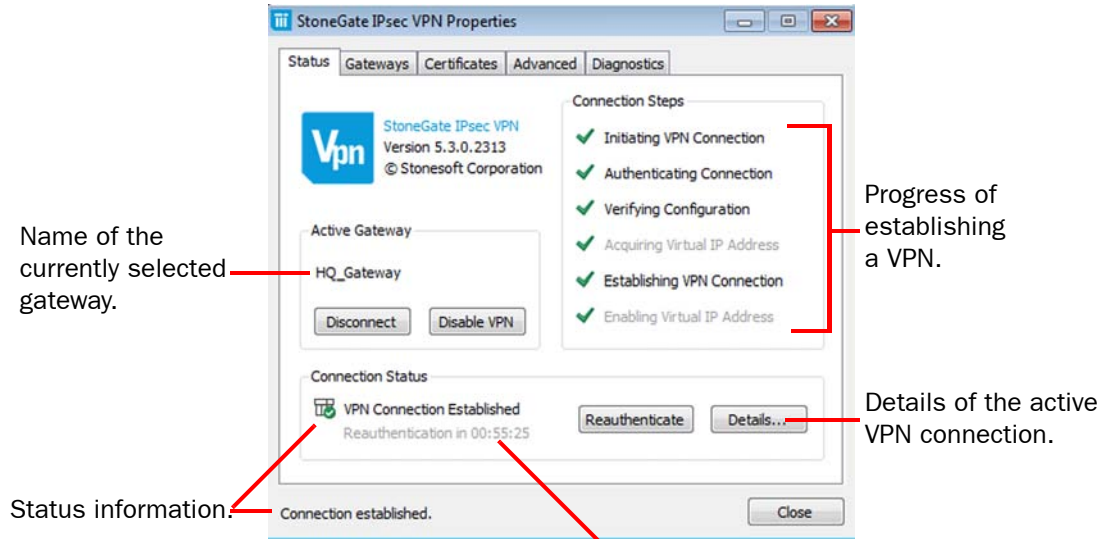 StoneGate IPsec VPN Properties
Status Gateways Certificates Advanced Diagnostics
Vpn
StoneGate IPsec VPN
Version 5.3.0.2313
© Stonesoft Corporation
Connection Steps
Initiating VPN Connection
Authenticating Connection
Verifying Configuration
Acquiring Virtual IP Address
Establishing VPN Connection
Enabling Virtual IP Address
Progress of
establishing
a VPN.
Name of the
currently selected
gateway.
Active Gateway
HQ_Gateway
Disconnect Disable VPN
Connection Status
VPN Connection Established
Reauthentication in 00:55:25
Reauthenticate Details...
Details of the active
VPN connection.
Status information.
Connection established.
Close